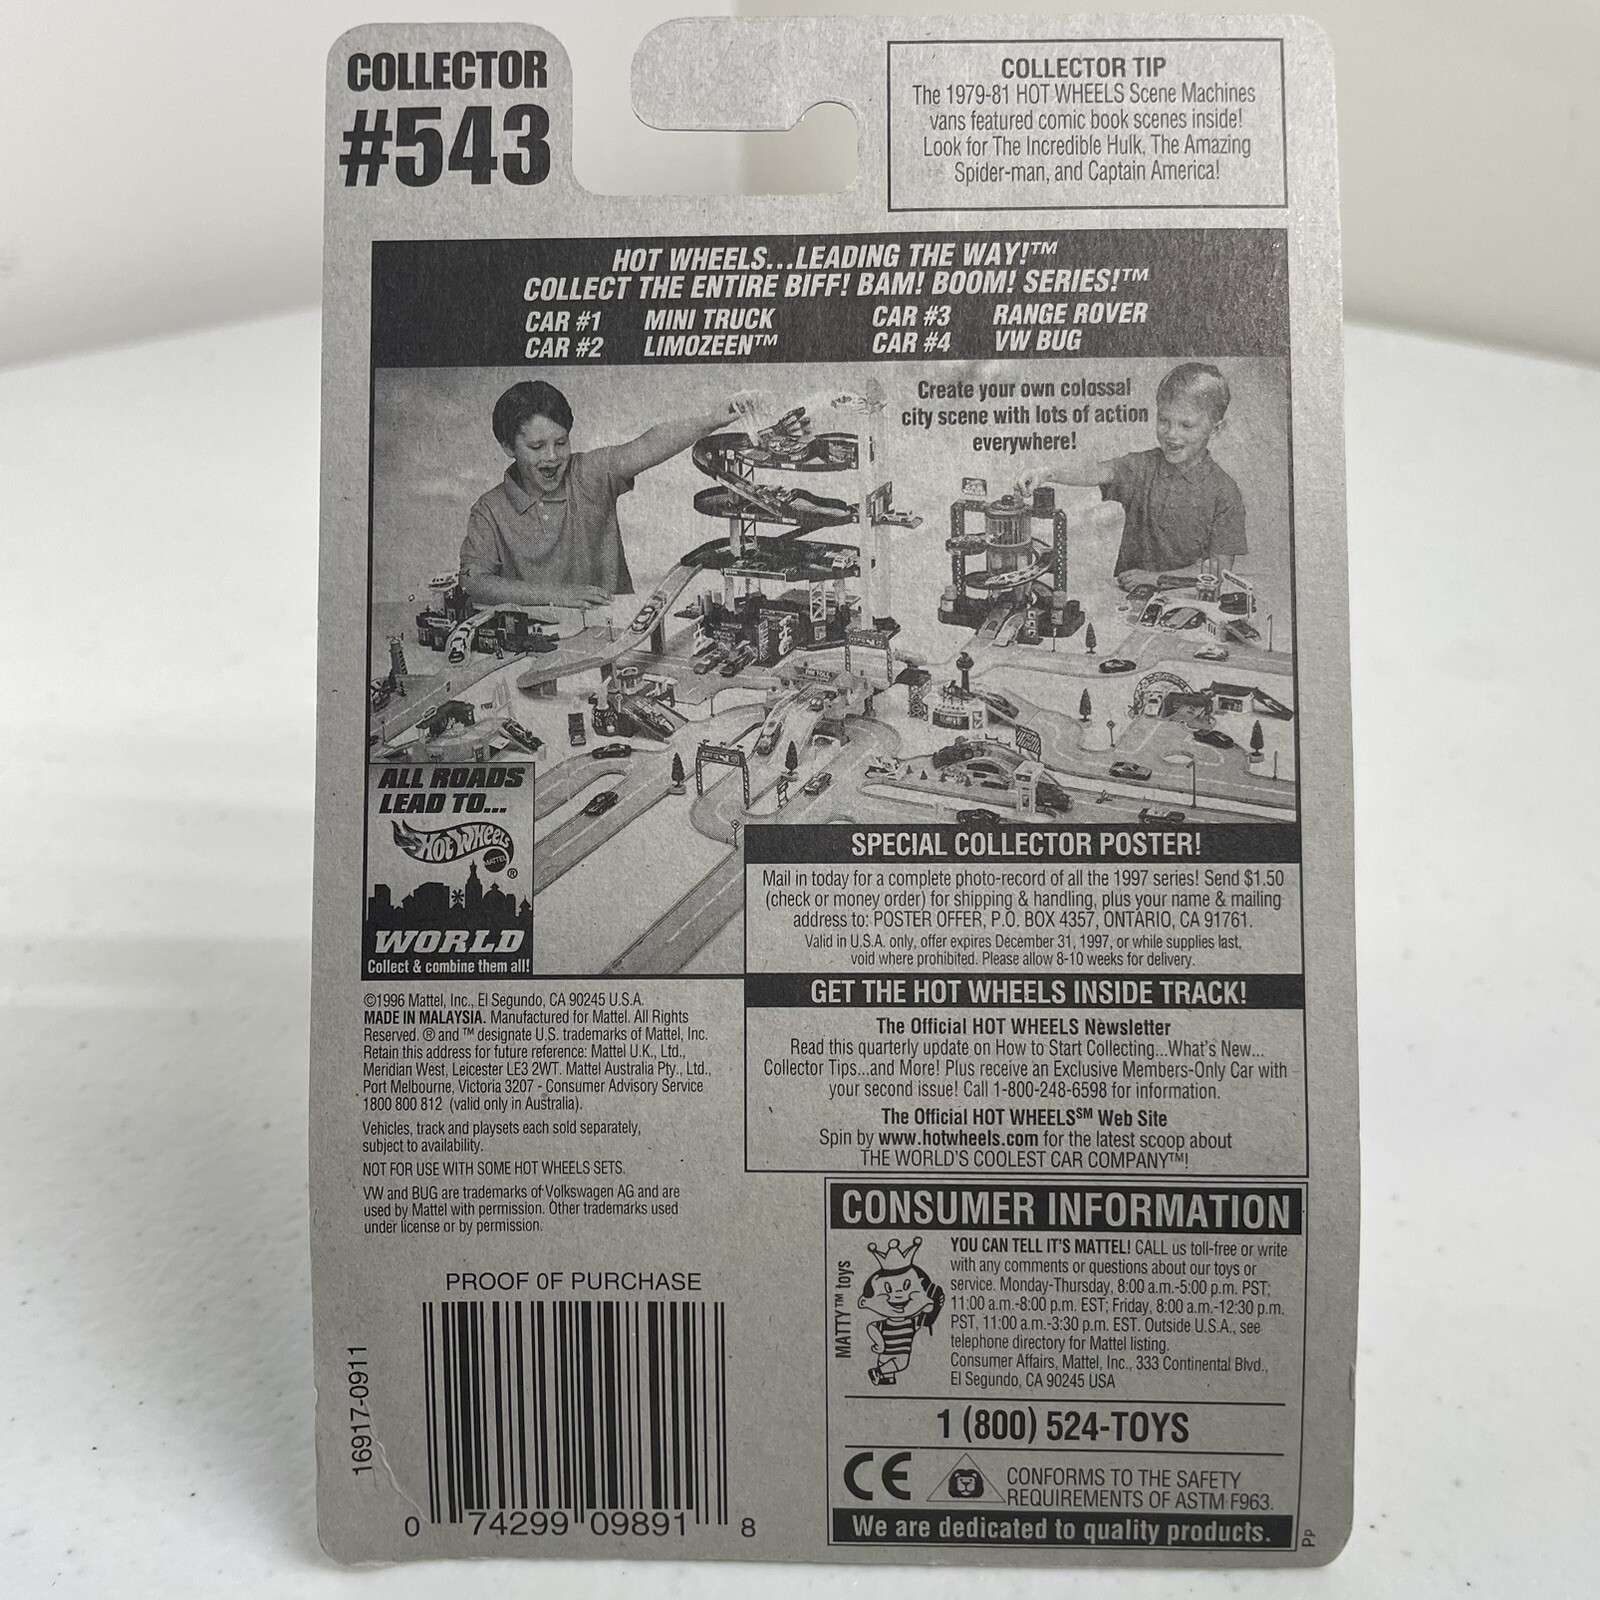 COLLECTOR
#543
COLLECTOR TIP
The 1979-81 HOT WHEELS Scene Machines
vans featured comic book scenes inside!
Look for The Incredible Hulk, The Amazing
Spider-man, and Captain America!
HOT WHEELS...LEADING THE WAY!™
COLLECT THE ENTIRE BIFF! BAM! BOOM! SERIES!™
CAR #1 MINI TRUCK CAR #3 RANGE ROVER
CAR #2 LIMOZEEN™ CAR #4 VW BUG
Create your own colossal
city scene with lots of action
everywhere!
ALL ROADS
LEAD TO...
HOT WHEELS
MATTEL
®
WORLD
Collect & combine them all!
SPECIAL COLLECTOR POSTER!
Mail in today for a complete photo-record of all the 1997 series! Send $1.50
(check or money order) for shipping & handling, plus your name & mailing
address to: POSTER OFFER, P.O. BOX 4357, ONTARIO, CA 91761.
Valid in U.S.A. only, offer expires December 31, 1997, or while supplies last,
void where prohibited. Please allow 8-10 weeks for delivery.
GET THE HOT WHEELS INSIDE TRACK!
The Official HOT WHEELS Newsletter
Read this quarterly update on How to Start Collecting...What's New...
Collector Tips...and More! Plus receive an Exclusive Members-Only Car with
your second issue! Call 1-800-248-6598 for information.
The Official HOT WHEELS℠ Web Site
Spin by www.hotwheels.com for the latest scoop about
THE WORLD'S COOLEST CAR COMPANY™!
©1996 Mattel, Inc., El Segundo, CA 90245 U.S.A.
MADE IN MALAYSIA. Manufactured for Mattel. All Rights
Reserved. ® and ™ designate U.S. trademarks of Mattel, Inc.
Retain this address for future reference: Mattel U.K., Ltd.,
Meridian West, Leicester LE3 2WT. Mattel Australia Pty., Ltd.,
Port Melbourne, Victoria 3207 - Consumer Advisory Service
1800 800 812 (valid only in Australia).
Vehicles, track and playsets each sold separately,
subject to availability.
NOT FOR USE WITH SOME HOT WHEELS SETS.
VW and BUG are trademarks of Volkswagen AG and are
used by Mattel with permission. Other trademarks used
under license or by permission.
PROOF OF PURCHASE
16917-0911
0 74299 09891 8
CONSUMER INFORMATION
MATTY™ toys
YOU CAN TELL IT'S MATTEL! CALL us toll-free or write
with any comments or questions about our toys or
service. Monday-Thursday, 8:00 a.m.-5:00 p.m. PST;
11:00 a.m.-8:00 p.m. EST; Friday, 8:00 a.m.-12:30 p.m.
PST, 11:00 a.m.-3:30 p.m. EST. Outside U.S.A., see
telephone directory for Mattel listing.
Consumer Affairs, Mattel, Inc., 333 Continental Blvd.,
El Segundo, CA 90245 USA
1 (800) 524-TOYS
CE
CONFORMS TO THE SAFETY
REQUIREMENTS OF ASTM F963.
We are dedicated to quality products.
Pp